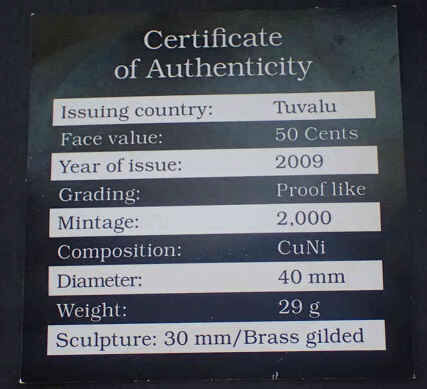 Certificate
of Authenticity
Issuing country: Tuvalu
Face value: 50 Cents
Year of issue: 2009
Grading: Proof like
Mintage: 2,000
Composition: CuNi
Diameter: 40 mm
Weight: 29 g
Sculpture: 30 mm/Brass gilded